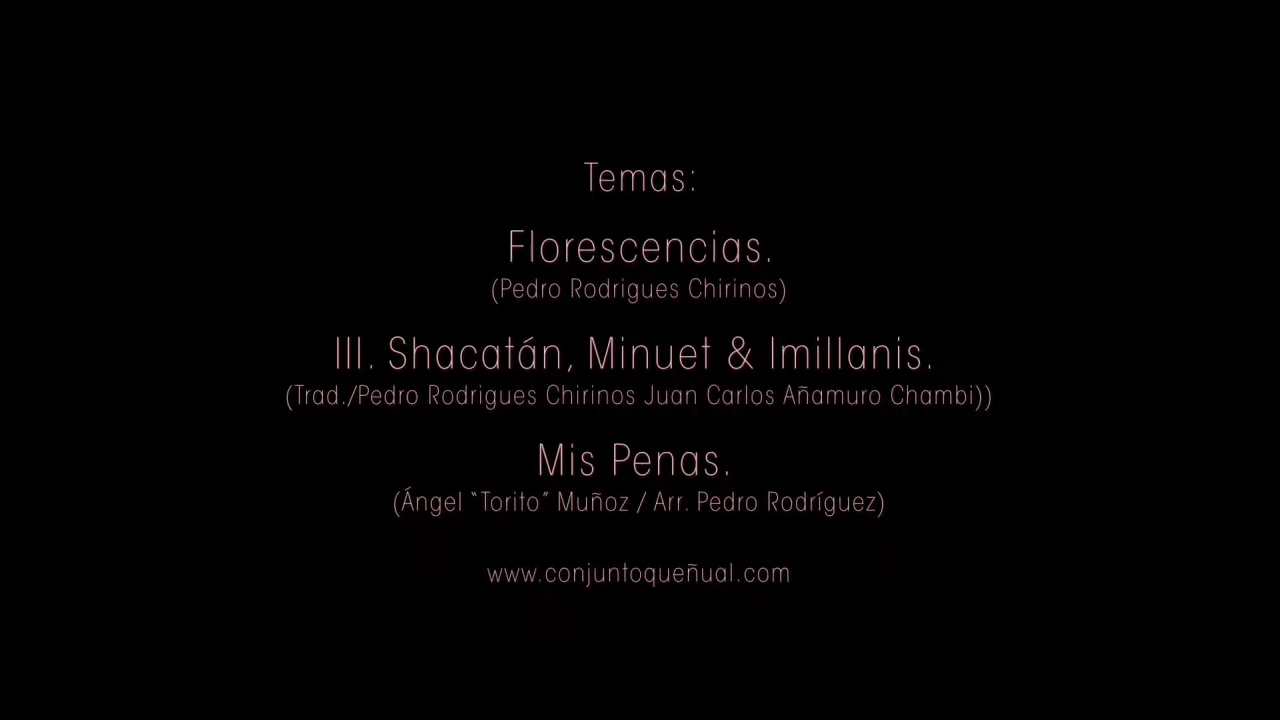 Temas:
Florescencias.
(Pedro Rodrigues Chirinos)
III. Shacatán, Minuet & Imillanis.
(Trad./Pedro Rodrigues Chirinos Juan Carlos Añamuro Chambi))
Mis Penas.
(Ángel “Torito” Muñoz / Arr. Pedro Rodríguez)
www.conjuntoqueñual.com